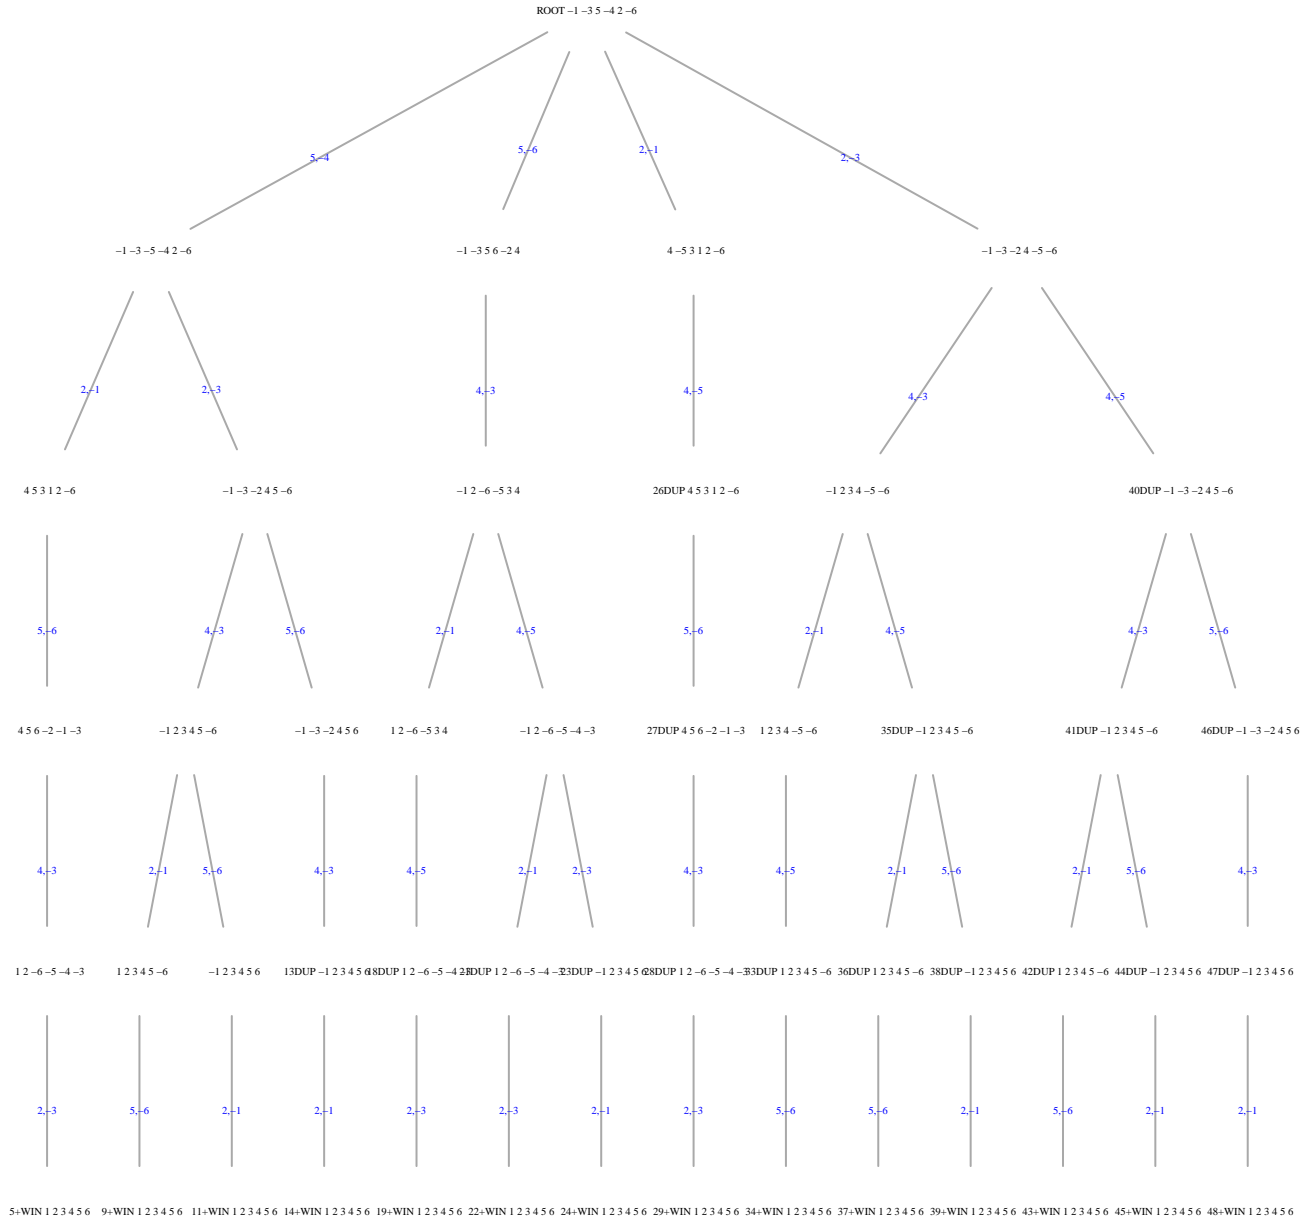 ROOT −1 −3 5 −4 2 −6
5,−4
5,−6
2,−1
2,−3
−1 −3 −5 −4 2 −6
−1 −3 5 6 −2 4
4 −5 3 1 2 −6
−1 −3 −2 4 −5 −6
2,−1
2,−3
4,−3
4,−5
4,−3
4,−5
4 5 3 1 2 −6
−1 −3 −2 4 5 −6
−1 2 −6 −5 3 4
26DUP 4 5 3 1 2 −6
−1 2 3 4 −5 −6
40DUP −1 −3 −2 4 5 −6
5,−6
4,−3
5,−6
2,−1
4,−5
5,−6
2,−1
4,−5
4,−3
5,−6
4 5 6 −2 −1 −3
−1 2 3 4 5 −6
−1 −3 −2 4 5 6
1 2 −6 −5 3 4
−1 2 −6 −5 −4 −3
27DUP 4 5 6 −2 −1 −3
1 2 3 4 −5 −6
35DUP −1 2 3 4 5 −6
41DUP −1 2 3 4 5 −6
46DUP −1 −3 −2 4 5 6
4,−3
2,−1
5,−6
4,−3
4,−5
2,−1
2,−3
4,−3
4,−5
2,−1
5,−6
2,−1
5,−6
4,−3
1 2 −6 −5 −4 −3
1 2 3 4 5 −6
−1 2 3 4 5 6
13DUP −1 2 3 4 5 6
18DUP 1 2 −6 −5 −4 −3
21DUP 1 2 −6 −5 −4 −3
23DUP −1 2 3 4 5 6
28DUP 1 2 −6 −5 −4 −3
33DUP 1 2 3 4 5 −6
36DUP 1 2 3 4 5 −6
38DUP −1 2 3 4 5 6
42DUP 1 2 3 4 5 −6
44DUP −1 2 3 4 5 6
47DUP −1 2 3 4 5 6
2,−3
5,−6
2,−1
2,−1
2,−3
2,−3
2,−1
2,−3
5,−6
5,−6
2,−1
5,−6
2,−1
2,−1
5+WIN 1 2 3 4 5 6
9+WIN 1 2 3 4 5 6
11+WIN 1 2 3 4 5 6
14+WIN 1 2 3 4 5 6
19+WIN 1 2 3 4 5 6
22+WIN 1 2 3 4 5 6
24+WIN 1 2 3 4 5 6
29+WIN 1 2 3 4 5 6
34+WIN 1 2 3 4 5 6
37+WIN 1 2 3 4 5 6
39+WIN 1 2 3 4 5 6
43+WIN 1 2 3 4 5 6
45+WIN 1 2 3 4 5 6
48+WIN 1 2 3 4 5 6